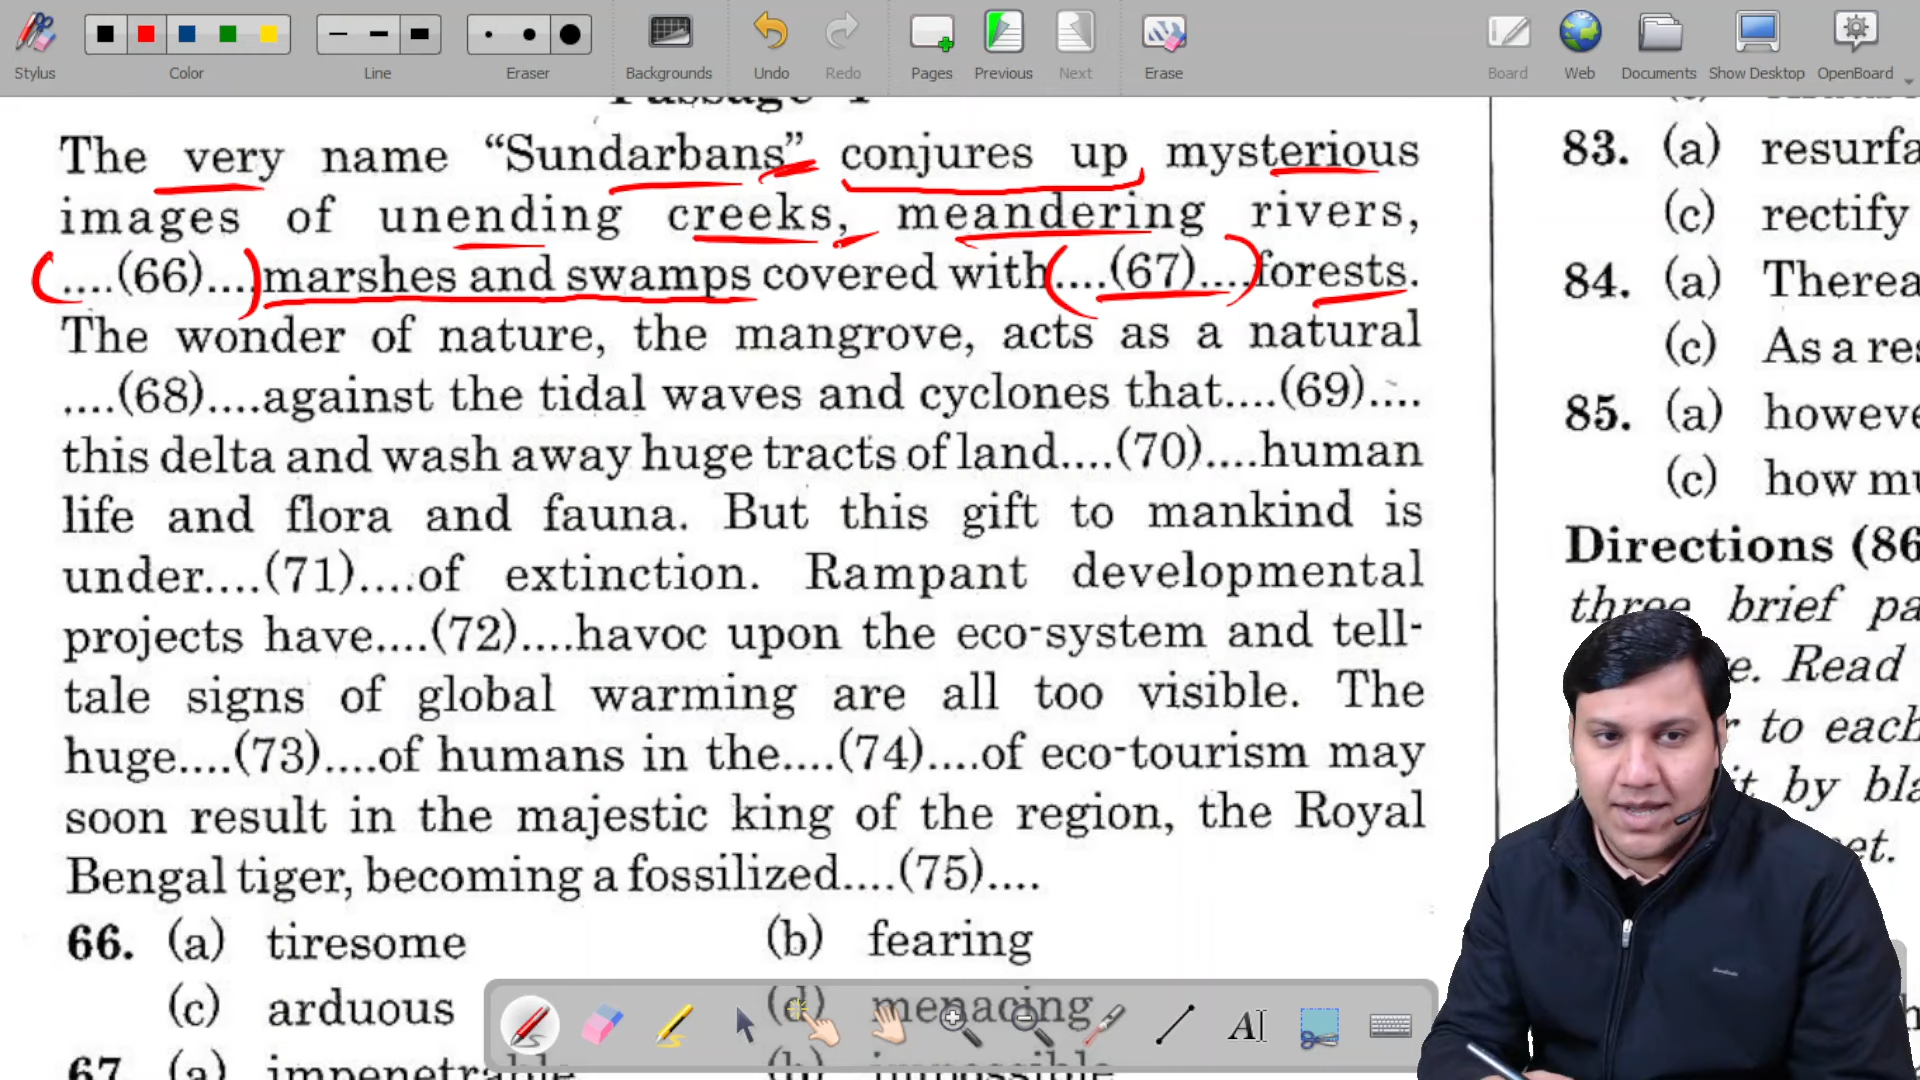 Stylus
Color
Line
Eraser
Backgrounds
Undo
Redo
Pages
Previous
Next
Erase
Board
Web
Documents
Show Desktop
OpenBoard
The very name “Sundarbans” conjures up mysterious
images of unending creeks, meandering rivers,
....(66)....marshes and swamps covered with....(67)....forests.
The wonder of nature, the mangrove, acts as a natural
....(68)....against the tidal waves and cyclones that....(69)....
this delta and wash away huge tracts of land....(70)....human
life and flora and fauna. But this gift to mankind is
under....(71)....of extinction. Rampant developmental
projects have....(72)....havoc upon the eco-system and tell-
tale signs of global warming are all too visible. The
huge....(73)....of humans in the....(74)....of eco-tourism may
soon result in the majestic king of the region, the Royal
Bengal tiger, becoming a fossilized....(75)....
66. (a) tiresome (b) fearing
(c) arduous (d) menacing
67. (a) impenetrable (b) impossible
83. (a) resurfa
(c) rectify
84. (a) Therea
(c) As a res
85. (a) howeve
(c) how mu
Directions (86
three brief pa
e. Read
to each
it by bla
et.